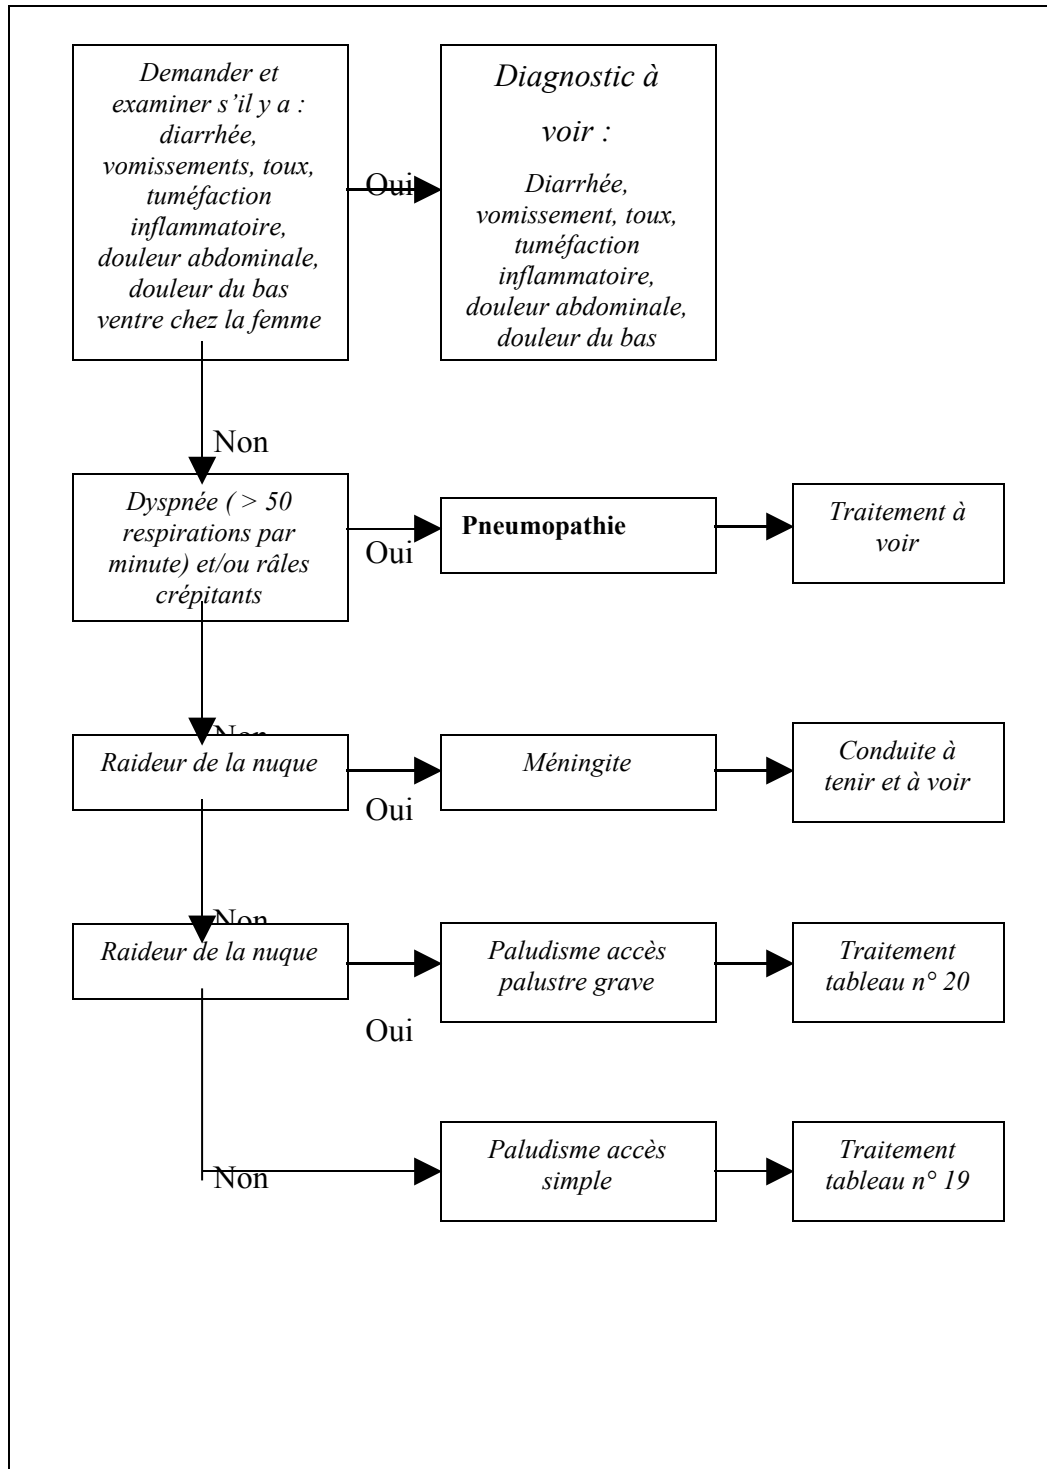 Demander et
examiner s’il y a :
diarrhée,
vomissements, toux,
tuméfaction
inflammatoire,
douleur abdominale,
douleur du bas
ventre chez la femme
Oui
Diagnostic à
voir :
Diarrhée,
vomissement, toux,
tuméfaction
inflammatoire,
douleur abdominale,
douleur du bas
Non
Dyspnée ( > 50
respirations par
minute) et/ou râles
crépitants
Oui
Pneumopathie
Traitement à
voir
Non
Raideur de la nuque
Oui
Méningite
Conduite à
tenir et à voir
Non
Raideur de la nuque
Oui
Paludisme accès
palustre grave
Traitement
tableau n° 20
Non
Paludisme accès
simple
Traitement
tableau n° 19